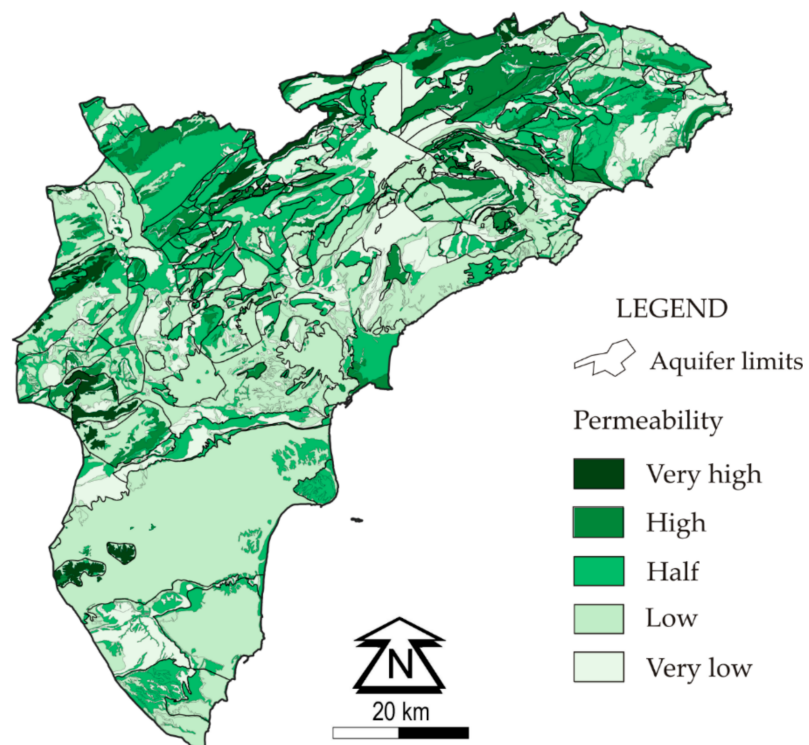 LEGEND
Aquifer limits
Permeability
Very high
High
Half
Low
Very low
N
20 km